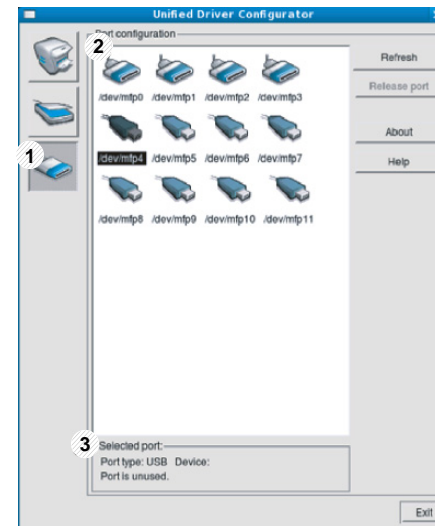 Unified Driver Configurator
2
Port configuration
Refresh
Release port
About
Help
/dev/mfp0 /dev/mfp1 /dev/mfp2 /dev/mfp3
1
/dev/mfp4 /dev/mfp5 /dev/mfp6 /dev/mfp7
/dev/mfp8 /dev/mfp9 /dev/mfp10 /dev/mfp11
3
Selected port:
Port type: USB Device:
Port is unused.
Exit